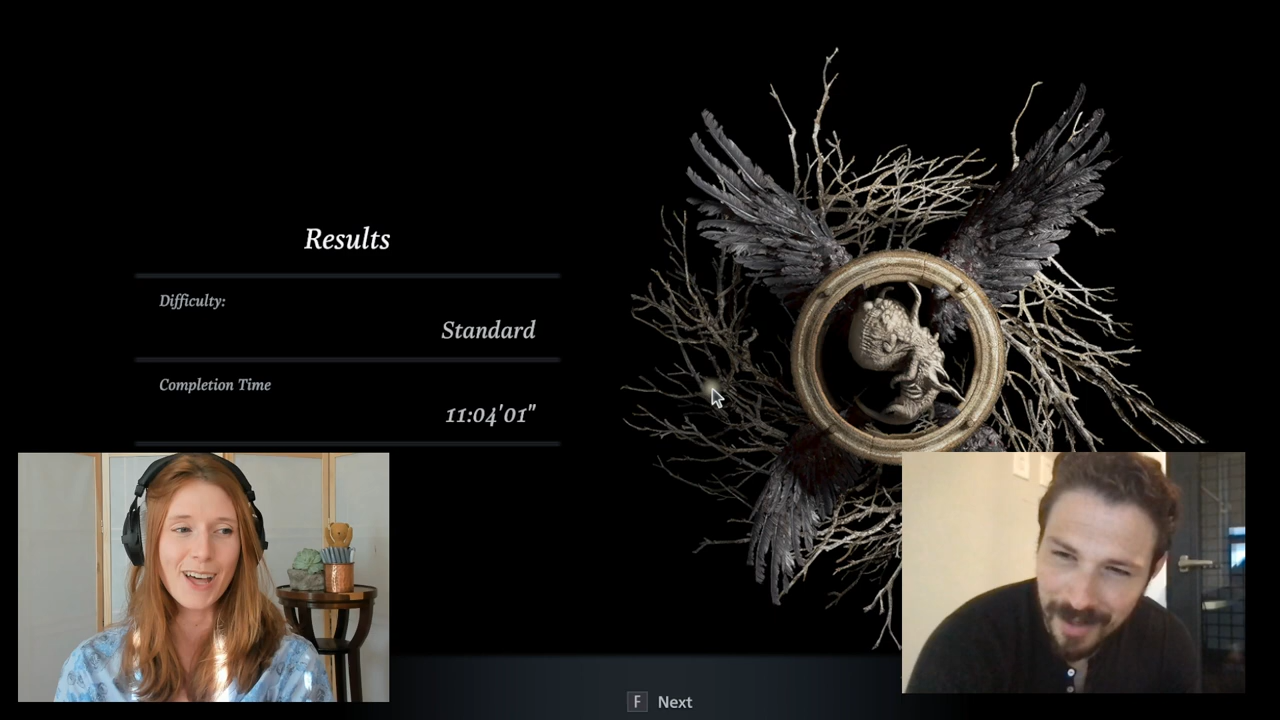 Results
Difficulty:
Standard
Completion Time
11:04'01"
F Next